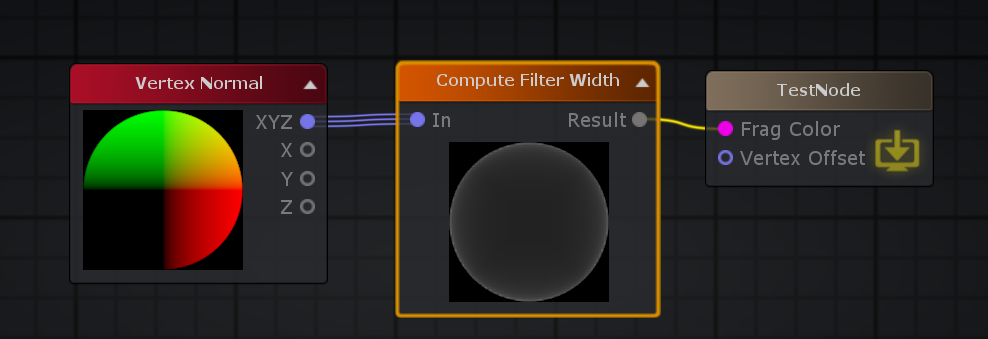 Vertex Normal
XYZ
X
Y
Z
Compute Filter Width
In
Result
TestNode
Frag Color
Vertex Offset